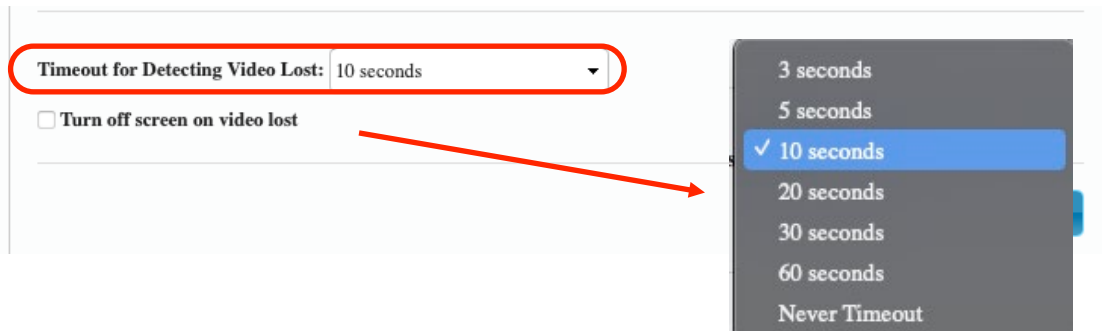 Timeout for Detecting Video Lost: 10 seconds
Turn off screen on video lost
3 seconds
5 seconds
✓ 10 seconds
20 seconds
30 seconds
60 seconds
Never Timeout